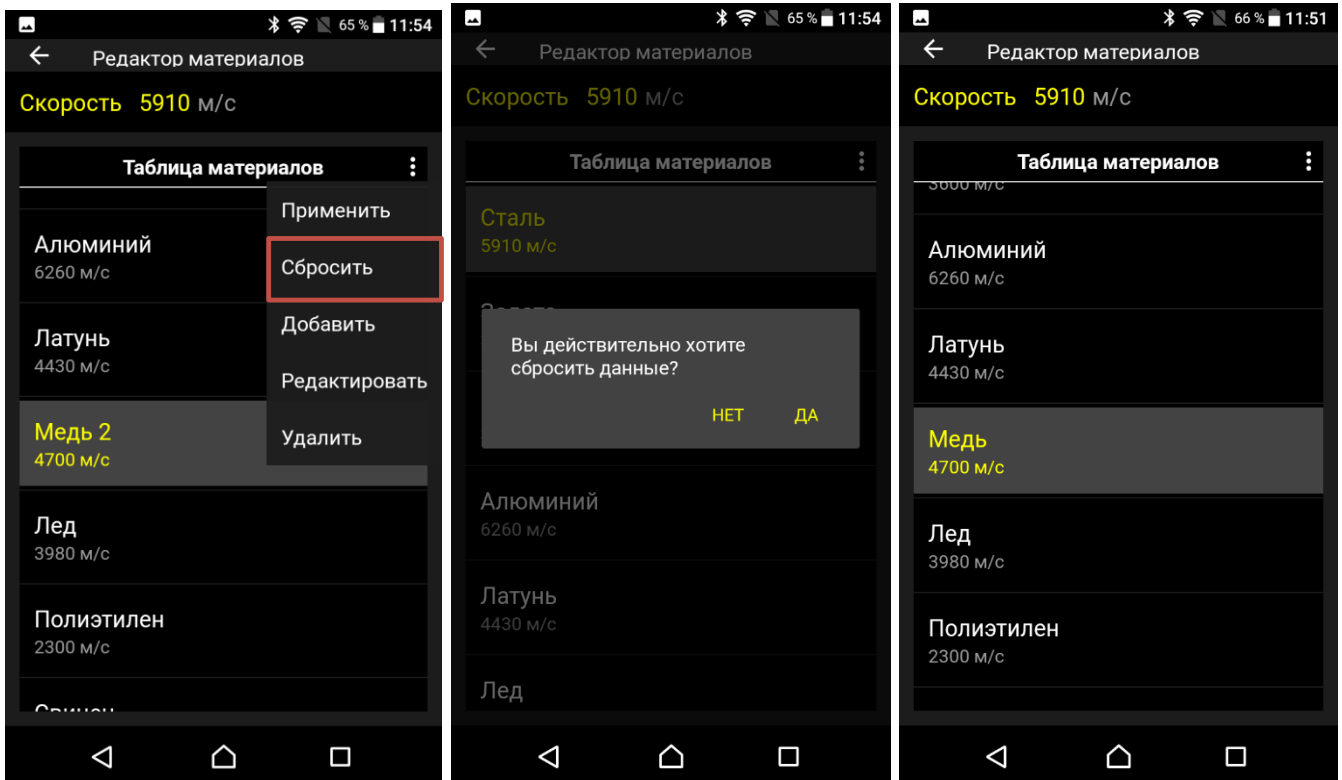 65 % 11:54
Редактор материалов
Скорость 5910 м/с
Таблица материалов
Применить
Алюминий
6260 м/с
Сбросить
Добавить
Латунь
4430 м/с
Редактировать
Медь 2
4700 м/с
Удалить
Лед
3980 м/с
Полиэтилен
2300 м/с
65 % 11:54
Редактор материалов
Скорость 5910 м/с
Таблица материалов
Сталь
5910 м/с
Вы действительно хотите
сбросить данные?
НЕТ ДА
Алюминий
6260 м/с
Латунь
4430 м/с
Лед
66 % 11:51
Редактор материалов
Скорость 5910 м/с
Таблица материалов
3600 м/с
Алюминий
6260 м/с
Латунь
4430 м/с
Медь
4700 м/с
Лед
3980 м/с
Полиэтилен
2300 м/с